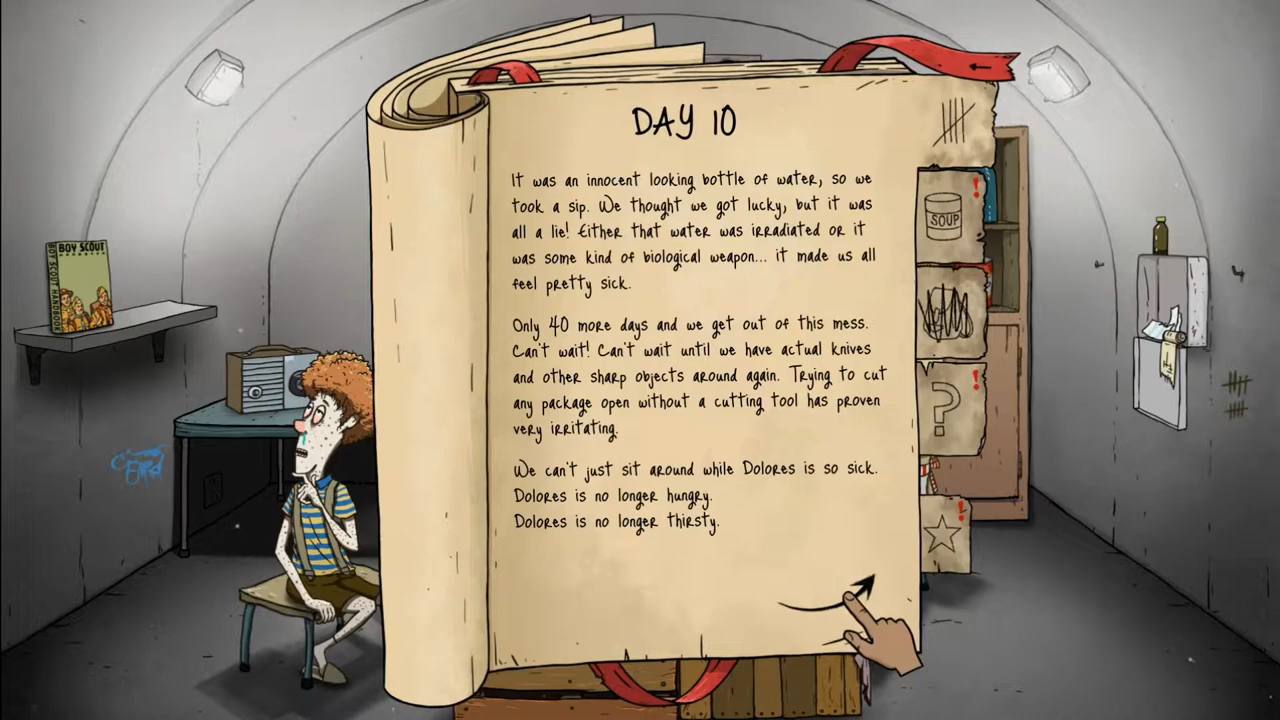 DAY 10
It was an innocent looking bottle of water, so we
took a sip. We thought we got lucky, but it was
all a lie! Either that water was irradiated or it
was some kind of biological weapon... it made us all
feel pretty sick.
Only 40 more days and we get out of this mess.
Can't wait! Can't wait until we have actual knives
and other sharp objects around again. Trying to cut
any package open without a cutting tool has proven
very irritating.
We can't just sit around while Dolores is so sick.
Dolores is no longer hungry.
Dolores is no longer thirsty.
SOUP
!
?
!
!
BOY SCOUT
BOY SCOUT HANDBOOK